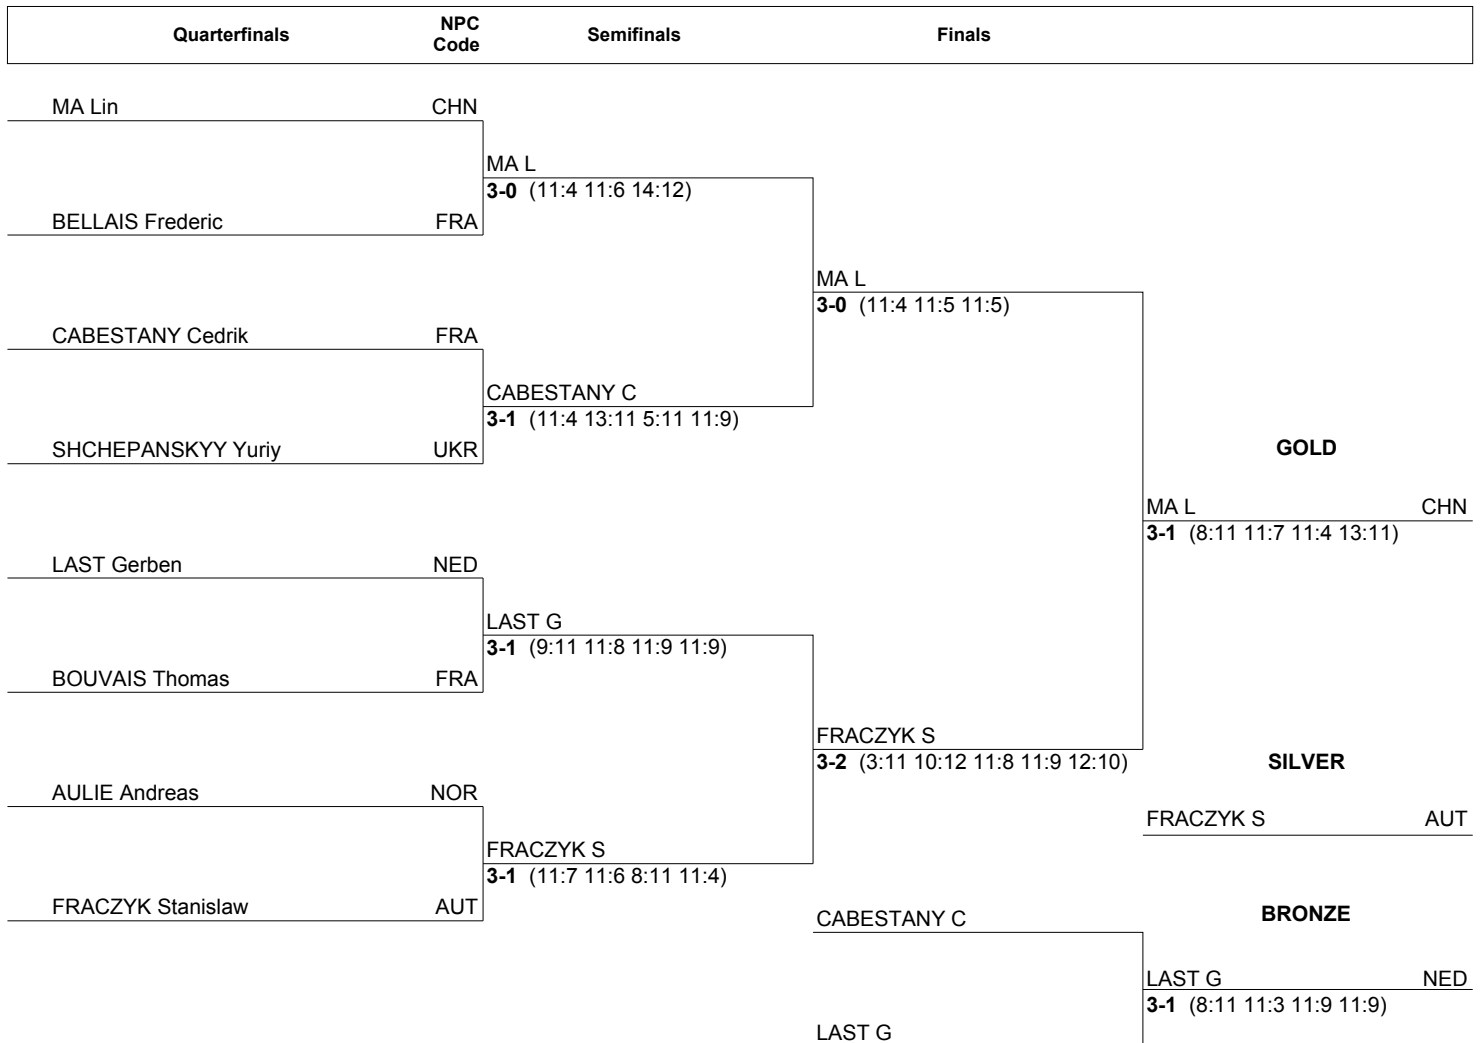 Quarterfinals NPC Code Semifinals Finals
MA Lin CHN
MA L
3-0 (11:4 11:6 14:12)
BELLAIS Frederic FRA
MA L
3-0 (11:4 11:5 11:5)
CABESTANY Cedrik FRA
CABESTANY C
3-1 (11:4 13:11 5:11 11:9)
SHCHEPANSKYY Yuriy UKR
GOLD
MA L CHN
3-1 (8:11 11:7 11:4 13:11)
LAST Gerben NED
LAST G
3-1 (9:11 11:8 11:9 11:9)
BOUVAIS Thomas FRA
FRACZYK S
3-2 (3:11 10:12 11:8 11:9 12:10)
SILVER
AULIE Andreas NOR
FRACZYK S AUT
FRACZYK S
3-1 (11:7 11:6 8:11 11:4)
FRACZYK Stanislaw AUT
CABESTANY C
BRONZE
LAST G NED
3-1 (8:11 11:3 11:9 11:9)
LAST G